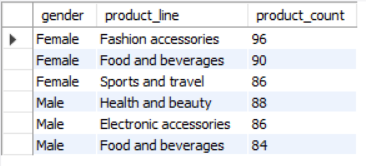 gender product_line product_count
Female Fashion accessories 96
Female Food and beverages 90
Female Sports and travel 86
Male Health and beauty 88
Male Electronic accessories 86
Male Food and beverages 84